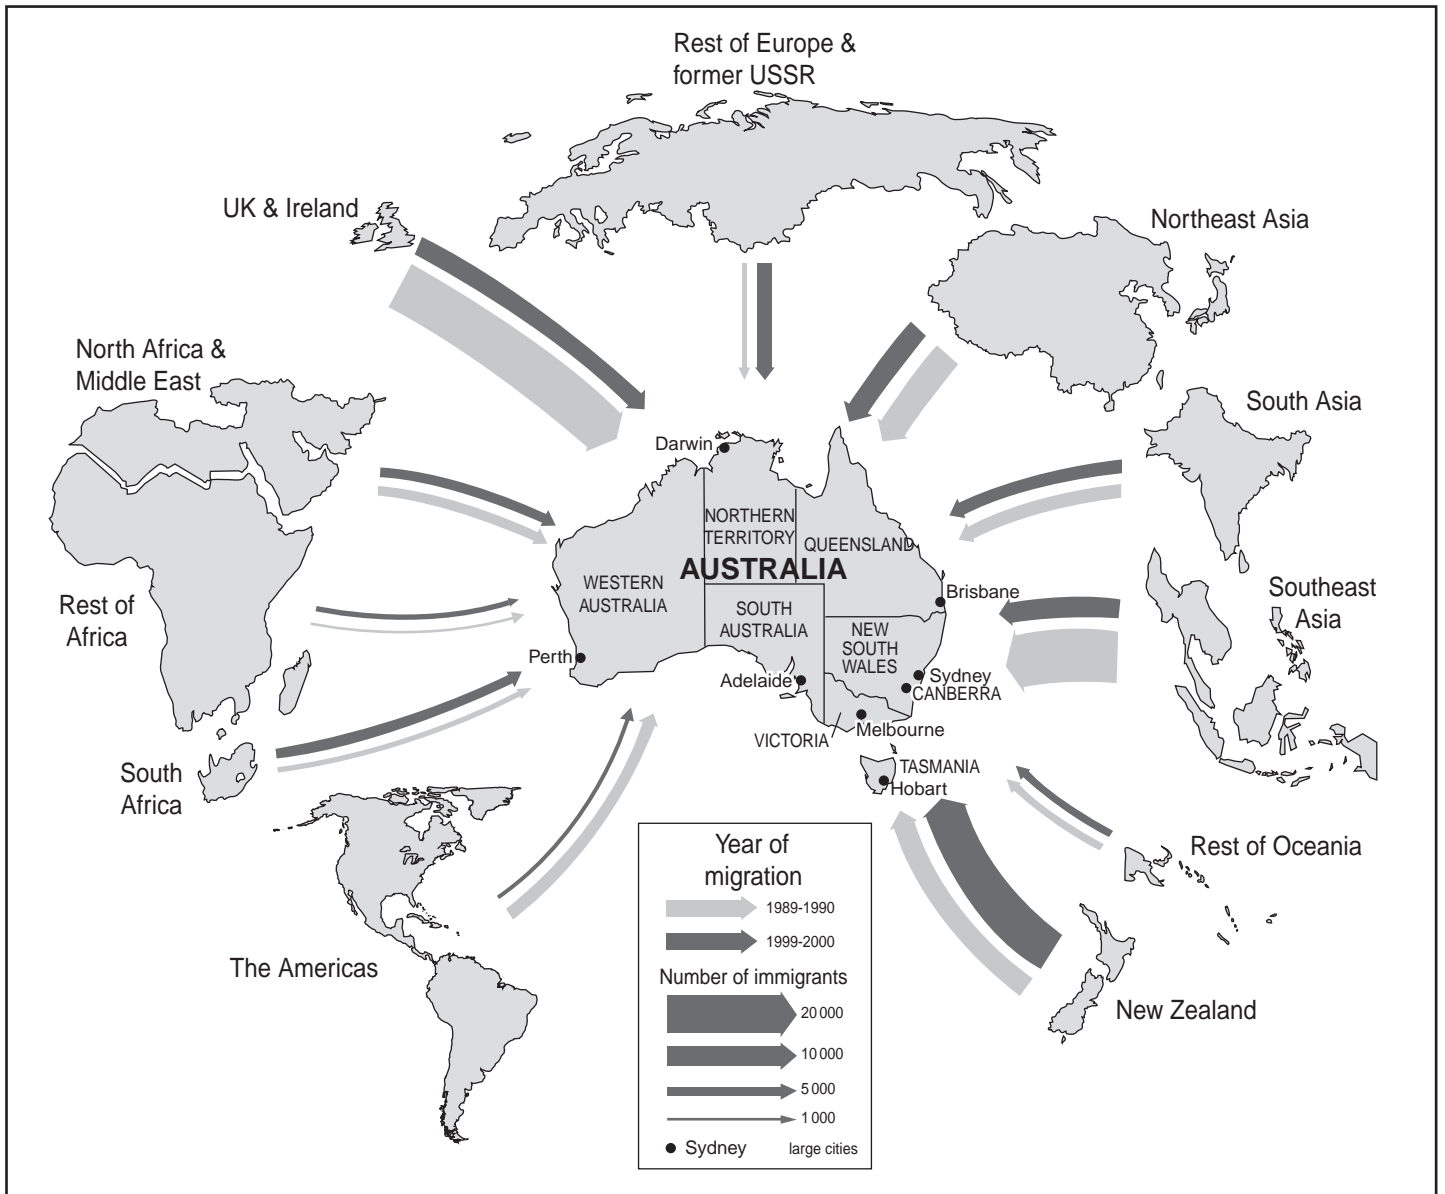 Rest of Europe &
former USSR
UK & Ireland
Northeast Asia
North Africa &
Middle East
South Asia
Darwin
NORTHERN
TERRITORY
QUEENSLAND
AUSTRALIA
WESTERN
AUSTRALIA
SOUTH
AUSTRALIA
Brisbane
NEW
SOUTH
WALES
Southeast
Asia
Rest of
Africa
Perth
Adelaide
Sydney
CANBERRA
VICTORIA
Melbourne
TASMANIA
Hobart
South
Africa
Rest of Oceania
The Americas
New Zealand
Year of
migration
1989-1990
1999-2000
Number of immigrants
20 000
10 000
5 000
1 000
Sydney large cities